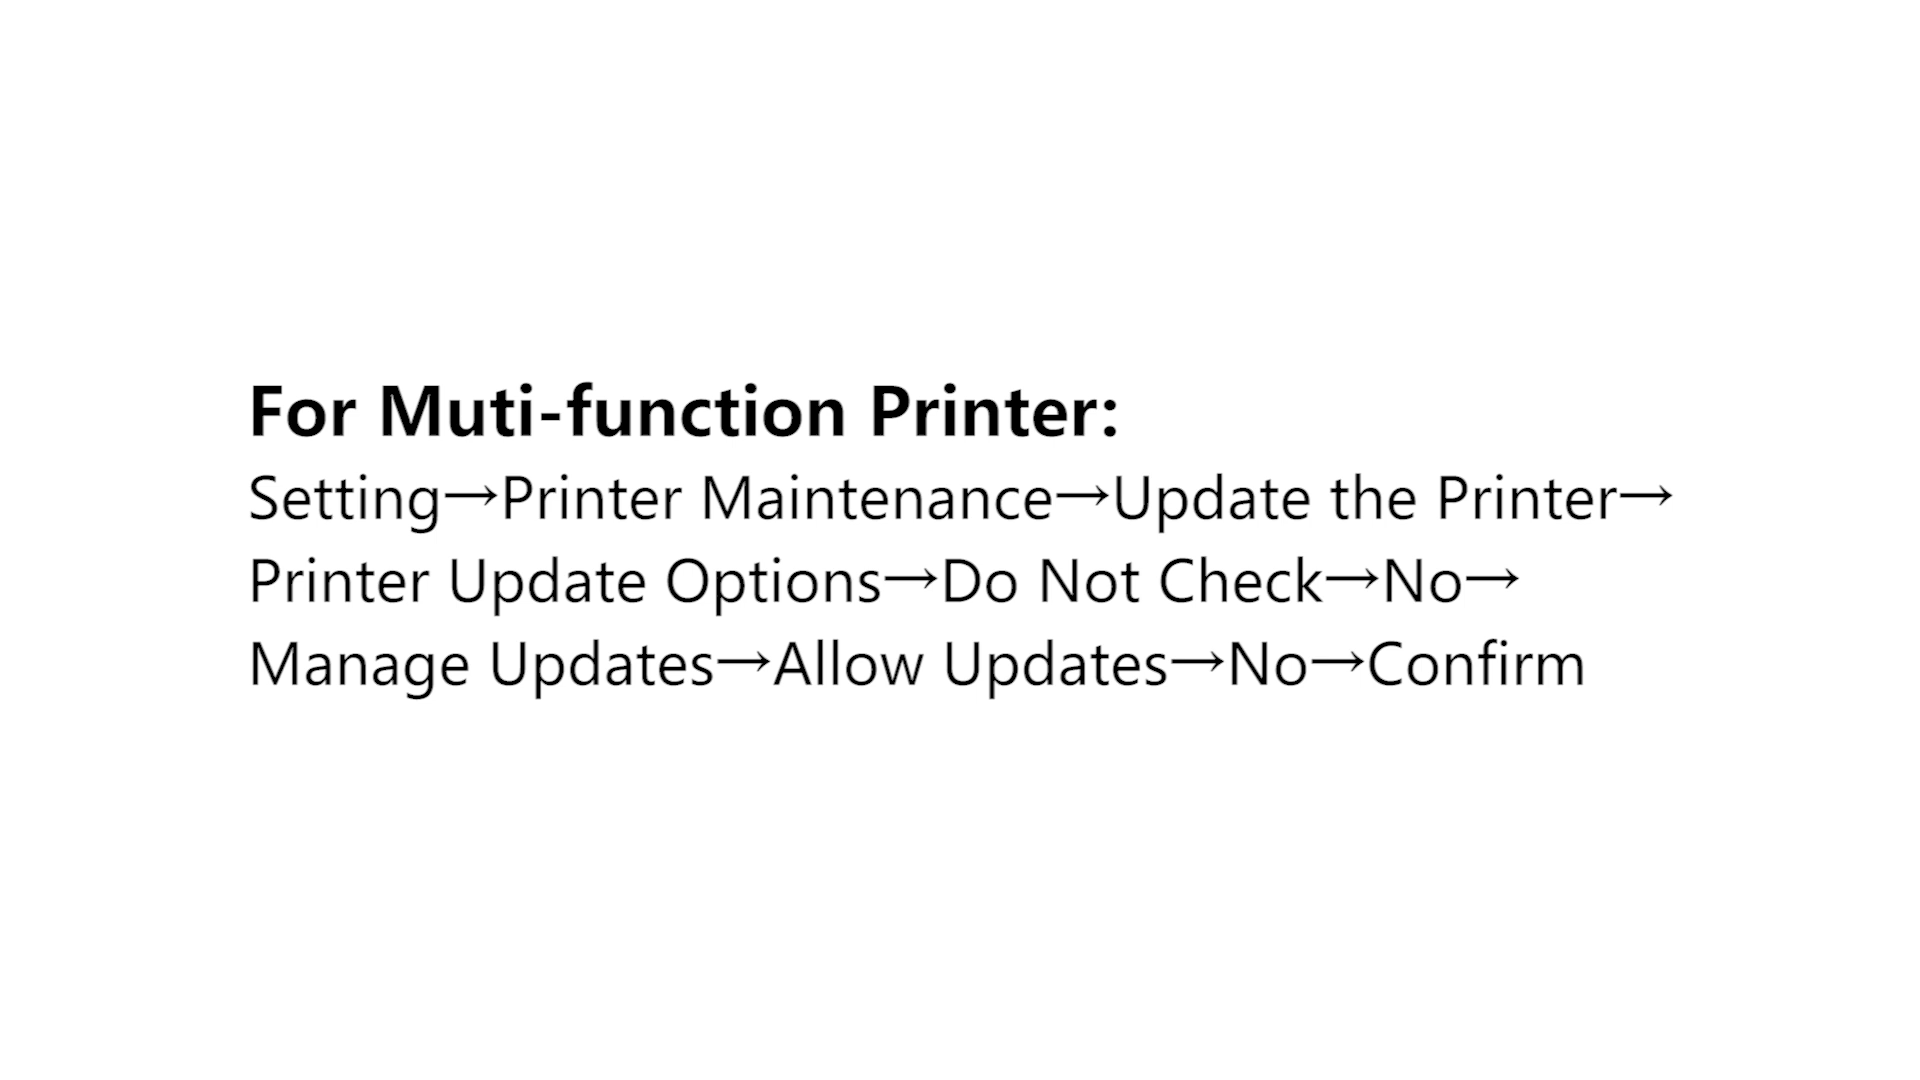 For Muti-function Printer:
Setting→Printer Maintenance→Update the Printer→
Printer Update Options→Do Not Check→No→
Manage Updates→Allow Updates→No→Confirm